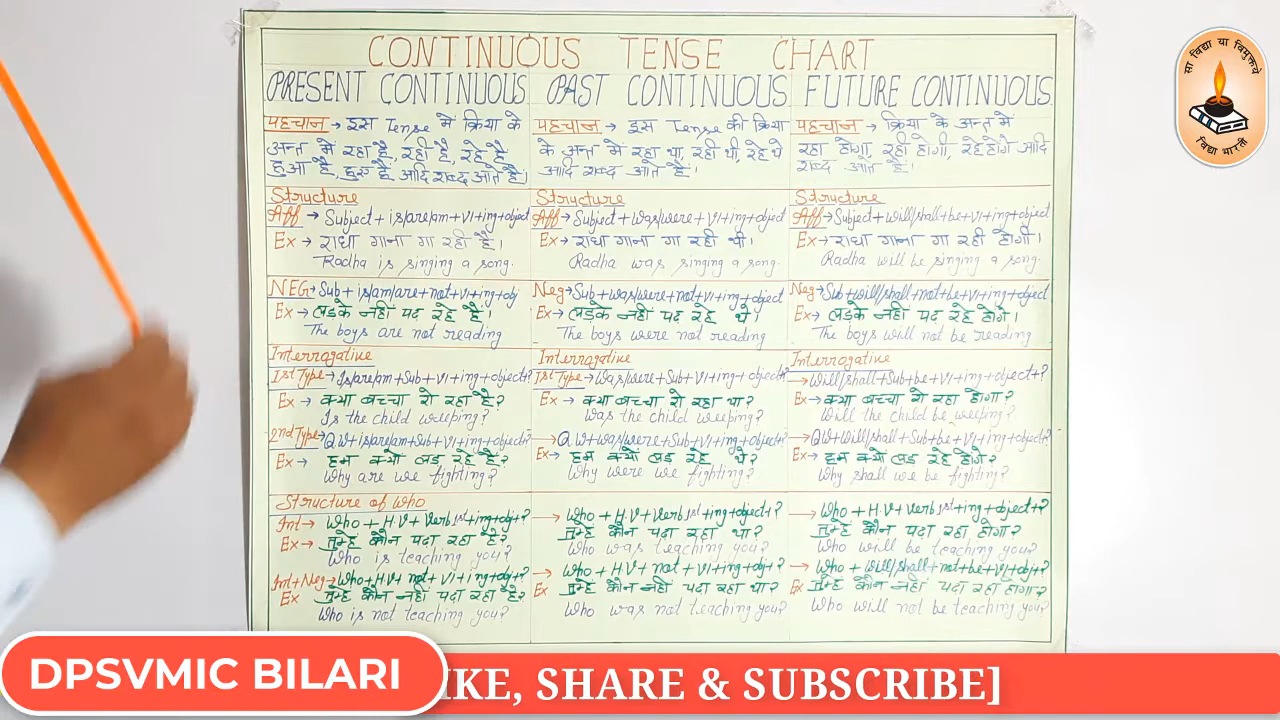 CONTINUOUS TENSE CHART
PRESENT CONTINUOUS
पहचान → इस Tense मे क्रिया के
अन्त मे रहा है, रही है, रहे है
हुआ है, हुए हैं, आदि शब्द आते हैं।
Structure
Aff → Subject + is/are/am + V1 + ing + object
Ex → राधा गाना गा रही है।
Radha is singing a song.
NEG → Sub + is/am/are + not + V1 + ing + obj
Ex → लड़के नही पढ रहे है।
The boys are not reading
Interrogative
1st Type → Is/are/am + Sub + V1 + ing + object + ?
Ex → क्या बच्चा रो रहा है?
Is the child weeping?
2nd Type → QW + is/are/am + Sub + V1 + ing + object + ?
Ex → हम क्यो लड़ रहे है?
Why are we fighting?
Structure of Who
Int → Who + H.V + Verb 1st + ing + obj + ?
Ex → तुम्हे कौन पढा रहा है?
Who is teaching you?
Int + Neg → Who + H.V + not + V1 + ing + obj + ?
Ex तुम्हे कौन नही पढा रहा है?
Who is not teaching you?
PAST CONTINUOUS
पहचान → इस Tense की क्रिया
के अन्त मे रहा था, रही थी, रहे थे
आदि शब्द आते है।
Structure
Aff → Subject + was/were + V1 + ing + object
Ex → राधा गाना गा रही थी।
Radha was singing a song.
Neg → Sub + was/were + not + V1 + ing + object
Ex → लड़के नही पढ रहे थे।
The boys were not reading
Interrogative
1st Type → Was/were + Sub + V1 + ing + object + ?
Ex → क्या बच्चा रो रहा था?
Was the child weeping?
→ QW + was/were + Sub + V1 + ing + object + ?
Ex → हम क्यो लड़ रहे थे?
Why were we fighting?
→ Who + H.V + Verb 1st + ing + object + ?
तुम्हे कौन पढा रहा था?
Who was teaching you?
→ Who + H.V + not + V1 + ing + obj + ?
Ex तुम्हे कौन नही पढा रहा था?
Who was not teaching you?
FUTURE CONTINUOUS
पहचान → क्रिया के अन्त मे
रहा होगा, रही होगी, रहे होगे आदि
शब्द आते है।
Structure
Aff → Subject + will/shall + be + V1 + ing + object
Ex → राधा गाना गा रही होगी।
Radha will be singing a song.
Neg → Sub + will/shall + not + be + V1 + ing + object
Ex → लड़के नही पढ रहे होगे।
The boys will not be reading
Interrogative
→ Will/shall + Sub + be + V1 + ing + object + ?
Ex → क्या बच्चा रो रहा होगा?
Will the child be weeping?
→ QW + will/shall + Sub + be + V1 + ing + object + ?
Ex → हम क्यो लड़ रहे होगे?
Why shall we be fighting?
→ Who + H.V + Verb 1st + ing + object + ?
तुम्हे कौन पढा रहा होगा?
Who will be teaching you?
→ Who + will/shall + not + be + V1 + ing + obj + ?
Ex तुम्हे कौन नही पढा रहा होगा?
Who will not be teaching you?
सा विद्या या विमुक्तये
विद्या भारती
DPSVMIC BILARI
IKE, SHARE & SUBSCRIBE]